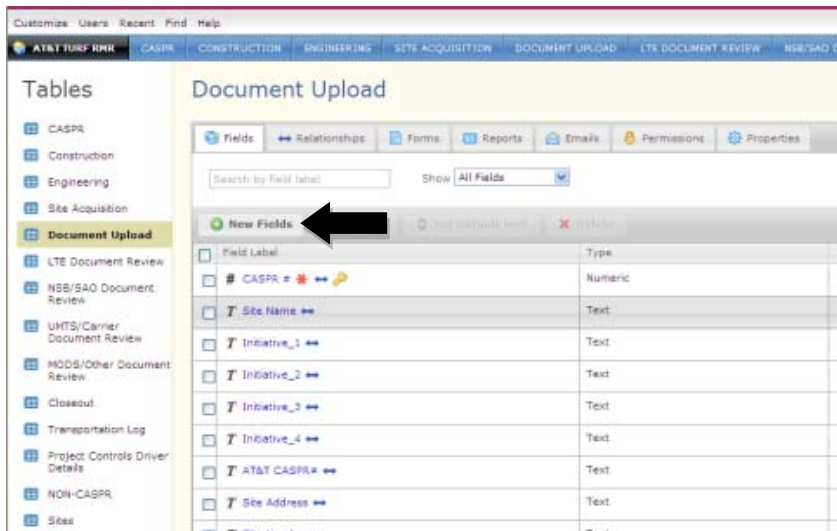 Customize Users Recent Find Help
AT&T TURF RMR CASPR CONSTRUCTION ENGINEERING SITE ACQUISITION DOCUMENT UPLOAD LTE DOCUMENT REVIEW NSB/SAO
Tables
CASPR
Construction
Engineering
Site Acquisition
Document Upload
LTE Document Review
NSB/SAO Document
Review
UMTS/Carrier
Document Review
MODS/Other Document
Review
Closeout
Transportation Log
Project Controls Driver
Details
NON-CASPR
Sites
Document Upload
Fields Relationships Forms Reports Emails Permissions Properties
Search by field label Show All Fields
New Fields Delete
Field Label Type
# CASPR # Numeric
T Site Name Text
T Initiative_1 Text
T Initiative_2 Text
T Initiative_3 Text
T Initiative_4 Text
T AT&T CASPR# Text
T Site Address Text